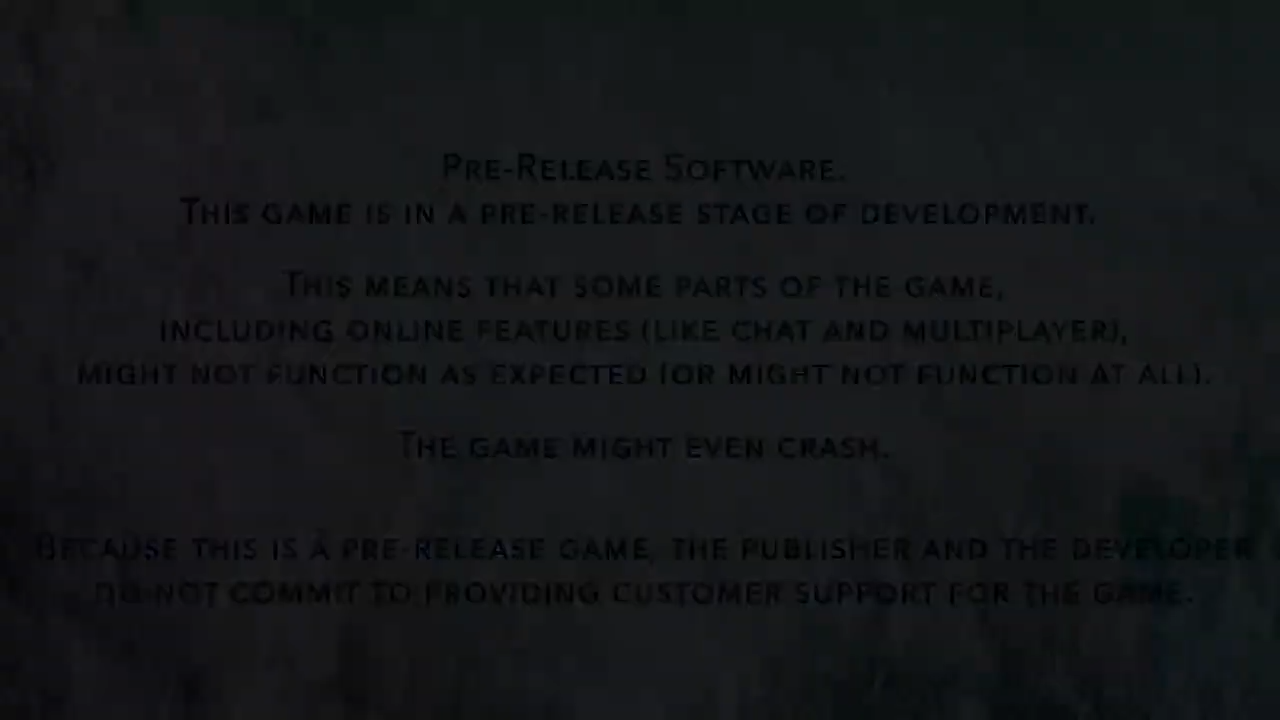 Pre-Release Software.
This game is in a pre-release stage of development.
This means that some parts of the game,
including online features (like chat and multiplayer),
might not function as expected (or might not function at all).
The game might even crash.
Because this is a pre-release game, the publisher and the developer
do not commit to providing customer support for the game.